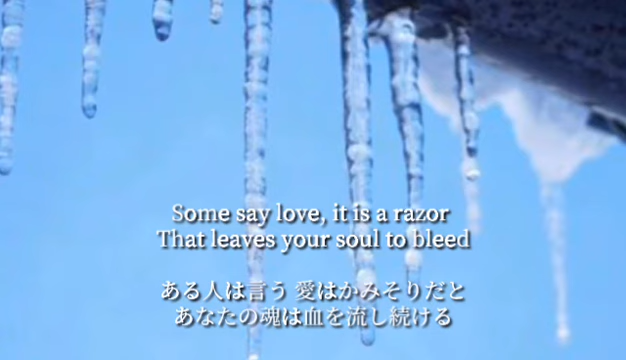 Some say love, it is a razor
That leaves your soul to bleed
ある人は言う 愛はかみそりだと
あなたの魂は血を流し続ける